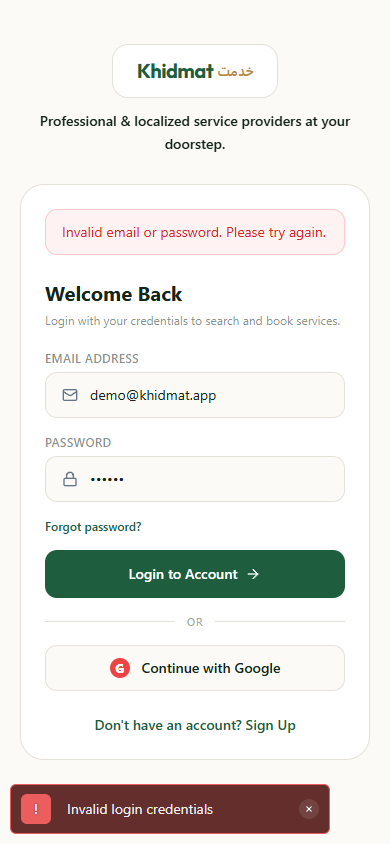 Khidmat خدمت
Professional & localized service providers at your
doorstep.
Invalid email or password. Please try again.
Welcome Back
Login with your credentials to search and book services.
EMAIL ADDRESS
demo@khidmat.app
PASSWORD
••••••
Forgot password?
Login to Account →
OR
G Continue with Google
Don't have an account? Sign Up
! Invalid login credentials ×